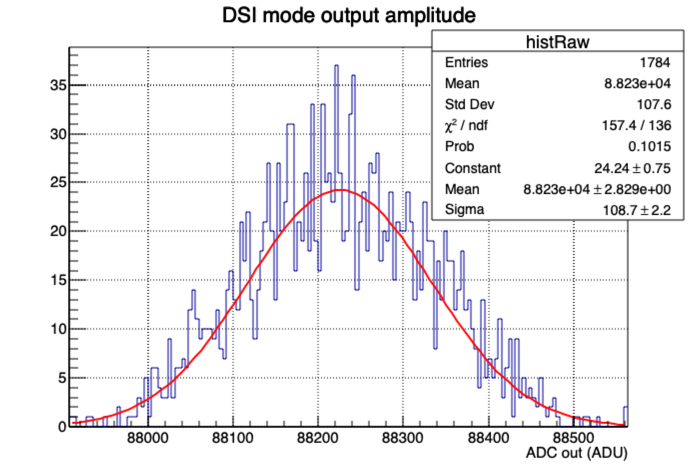 DSI mode output amplitude
histRaw
Entries 1784
Mean 8.823e+04
Std Dev 107.6
χ² / ndf 157.4 / 136
Prob 0.1015
Constant 24.24 ± 0.75
Mean 8.823e+04 ± 2.829e+00
Sigma 108.7 ± 2.2
35
30
25
20
15
10
5
0
88000 88100 88200 88300 88400 88500
ADC out (ADU)